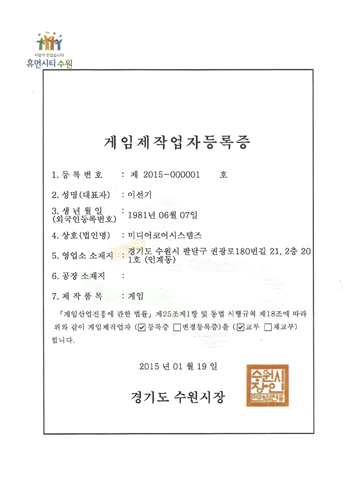 사람이 반갑습니다
휴먼시티 수원
게임제작업자등록증
1. 등 록 번 호 : 제 2015-000001 호
2. 성명(대표자) : 이선기
3. 생 년 월 일
(외국인등록번호) : 1981년 06월 07일
4. 상호(법인명) : 미디어코어시스템즈
5. 영업소 소재지 : 경기도 수원시 팔달구 권광로180번길 21, 2층 20
1호 (인계동)
6. 공장 소재지 :
7. 제 작 품 목 : 게임
「게임산업진흥에 관한 법률」 제25조제1항 및 동법 시행규칙 제18조에 따라
위와 같이 게임제작업자 (☑등록증 □변경등록증)을 (☑교부 □재교부)
합니다.
2015 년 01 월 19 일
경기도 수원시장
수원시
장인